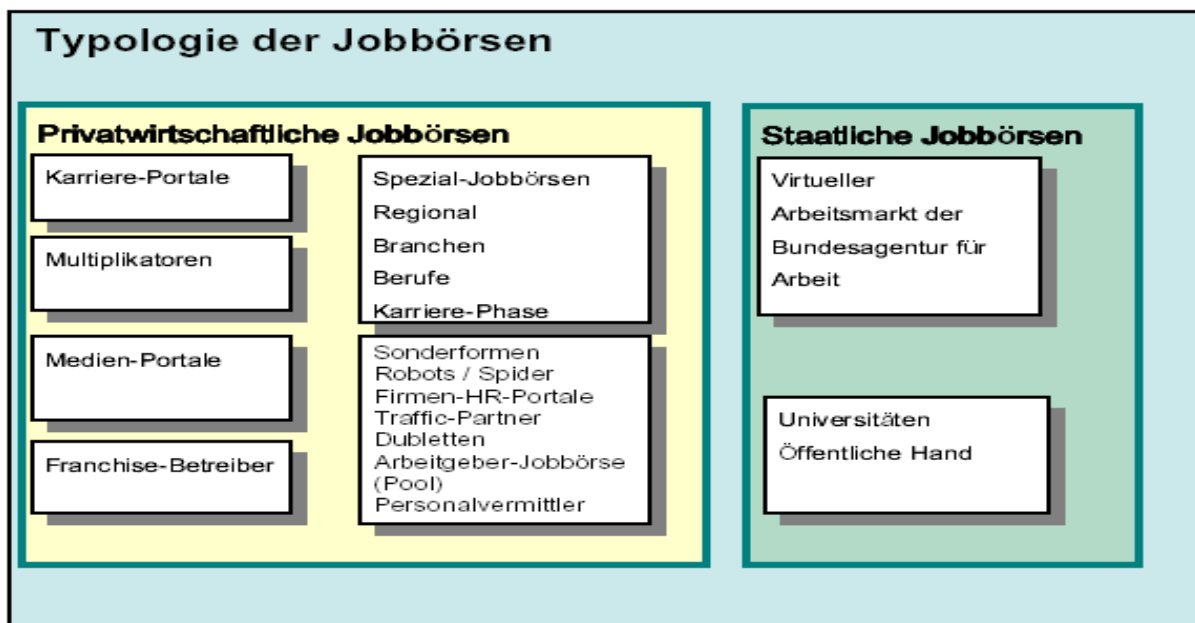 Typologie der Jobbörsen
Privatwirtschaftliche Jobbörsen
Karriere-Portale
Multiplikatoren
Medien-Portale
Franchise-Betreiber
Spezial-Jobbörsen
Regional
Branchen
Berufe
Karriere-Phase
Sonderformen
Robots / Spider
Firmen-HR-Portale
Traffic-Partner
Dubletten
Arbeitgeber-Jobbörse
(Pool)
Personalvermittler
Staatliche Jobbörsen
Virtueller
Arbeitsmarkt der
Bundesagentur für
Arbeit
Universitäten
Öffentliche Hand